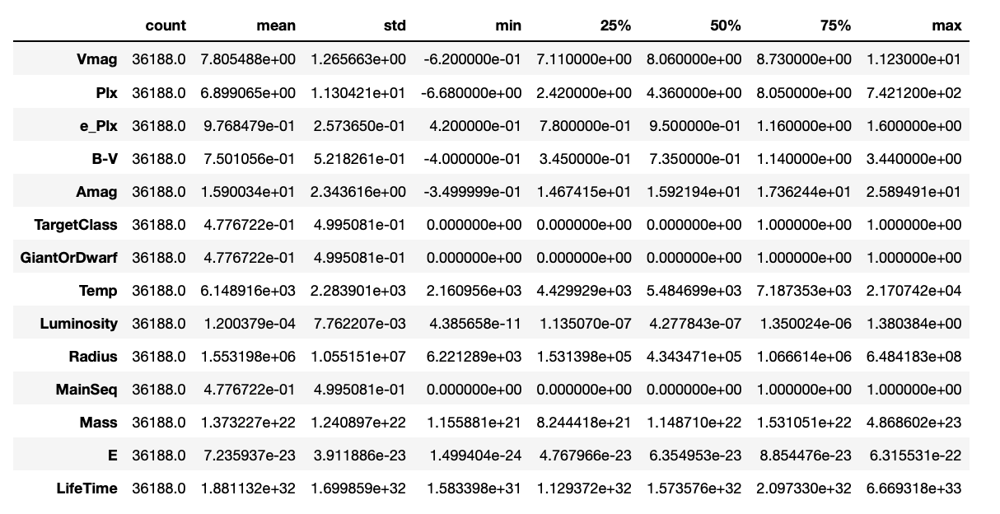 count mean std min 25% 50% 75% max
Vmag 36188.0 7.805488e+00 1.265663e+00 -6.200000e-01 7.110000e+00 8.060000e+00 8.730000e+00 1.123000e+01
Plx 36188.0 6.899065e+00 1.130421e+01 -6.680000e+00 2.420000e+00 4.360000e+00 8.050000e+00 7.421200e+02
e_Plx 36188.0 9.768479e-01 2.573650e-01 4.200000e-01 7.800000e-01 9.500000e-01 1.160000e+00 1.600000e+00
B-V 36188.0 7.501056e-01 5.218261e-01 -4.000000e-01 3.450000e-01 7.350000e-01 1.140000e+00 3.440000e+00
Amag 36188.0 1.590034e+01 2.343616e+00 -3.499999e-01 1.467415e+01 1.592194e+01 1.736244e+01 2.589491e+01
TargetClass 36188.0 4.776722e-01 4.995081e-01 0.000000e+00 0.000000e+00 0.000000e+00 1.000000e+00 1.000000e+00
GiantOrDwarf 36188.0 4.776722e-01 4.995081e-01 0.000000e+00 0.000000e+00 0.000000e+00 1.000000e+00 1.000000e+00
Temp 36188.0 6.148916e+03 2.283901e+03 2.160956e+03 4.429929e+03 5.484699e+03 7.187353e+03 2.170742e+04
Luminosity 36188.0 1.200379e-04 7.762207e-03 4.385658e-11 1.135070e-07 4.277843e-07 1.350024e-06 1.380384e+00
Radius 36188.0 1.553198e+06 1.055151e+07 6.221289e+03 1.531398e+05 4.343471e+05 1.066614e+06 6.484183e+08
MainSeq 36188.0 4.776722e-01 4.995081e-01 0.000000e+00 0.000000e+00 0.000000e+00 1.000000e+00 1.000000e+00
Mass 36188.0 1.373227e+22 1.240897e+22 1.155881e+21 8.244418e+21 1.148710e+22 1.531051e+22 4.868602e+23
E 36188.0 7.235937e-23 3.911886e-23 1.499404e-24 4.767966e-23 6.354953e-23 8.854476e-23 6.315531e-22
LifeTime 36188.0 1.881132e+32 1.699859e+32 1.583398e+31 1.129372e+32 1.573576e+32 2.097330e+32 6.669318e+33